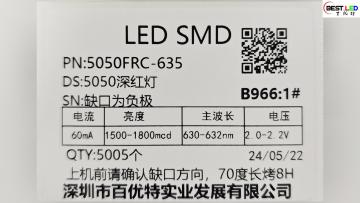 BEST LED
百优特
LED SMD
PN:5050FRC-635
DS:5050深红灯
SN:缺口为负极
B966:1#
电流 亮度 主波长 电压
60mA 1500-1800mcd 630-632nm 2.0-2.2V
QTY:5005个 24/05/22
上机前请确认缺口方向，70度长烤8H
深圳市百优特实业发展有限公司